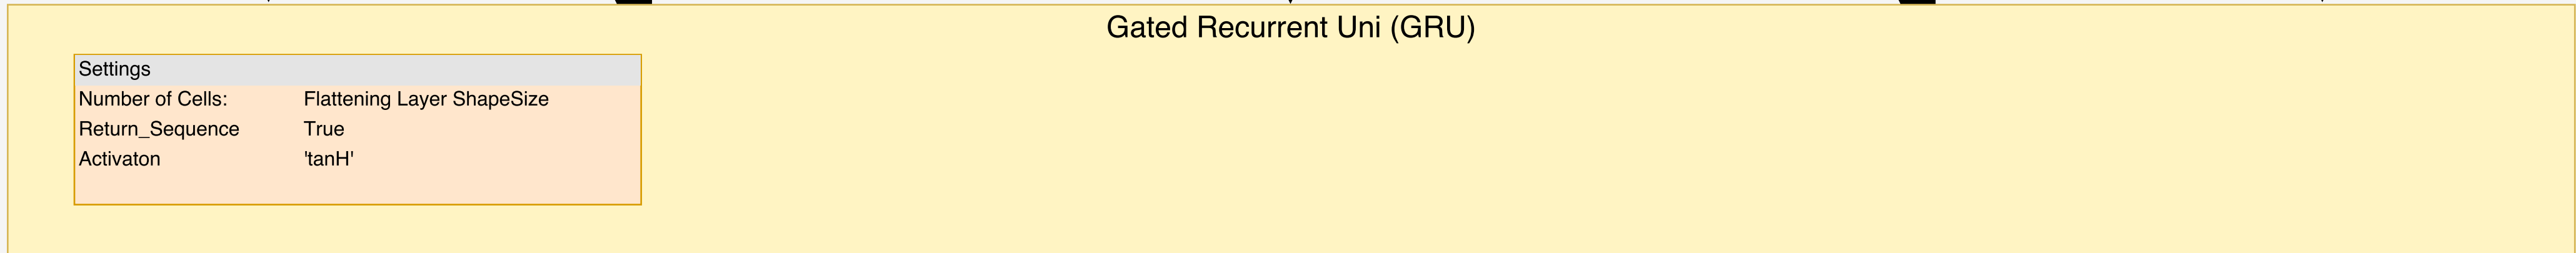 Gated Recurrent Uni (GRU)
Settings
Number of Cells: Flattening Layer ShapeSize
Return_Sequence True
Activaton 'tanH'